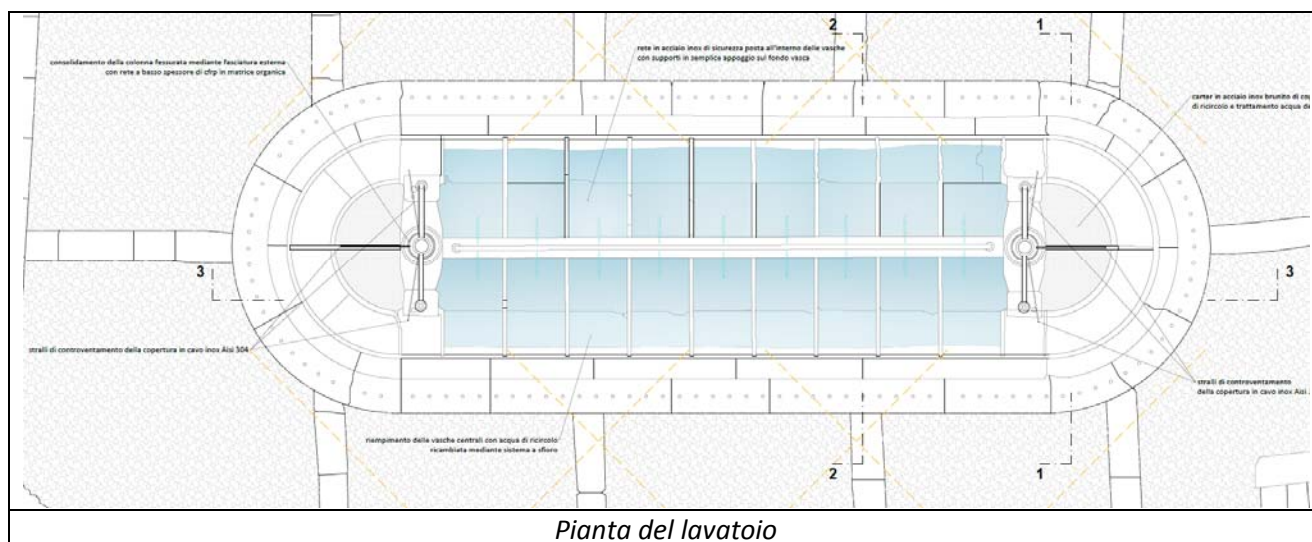 2
1
consolidamento della colonna fessurata mediante fasciatura esterna
con rete a basso spessore di cfrp in matrice organica
rete in acciaio inox di sicurezza posta all'interno delle vasche
con supporti in semplice appoggio sul fondo vasca
carter in acciaio inox brunito di cop
di ricircolo e trattamento acqua de
3
3
stralli di controventamento della copertura in cavo inox Aisi 304
stralli di controventamento
della copertura in cavo inox Aisi
riempimento delle vasche centrali con acqua di ricircolo
ricambiata mediante sistema a sfioro
2
1
Pianta del lavatoio